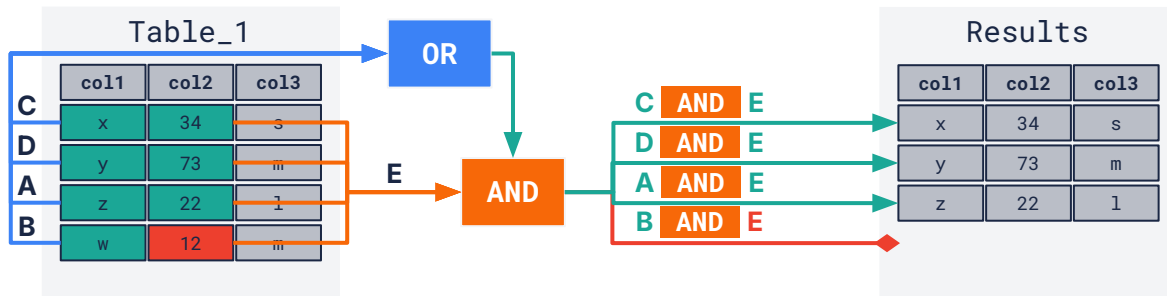 Table_1
OR
Results
col1 col2 col3
col1 col2 col3
C
x 34 s
D
y 73 m
A
z 22 l
B
w 12 m
E
AND
C AND E
D AND E
A AND E
B AND E
x 34 s
y 73 m
z 22 l